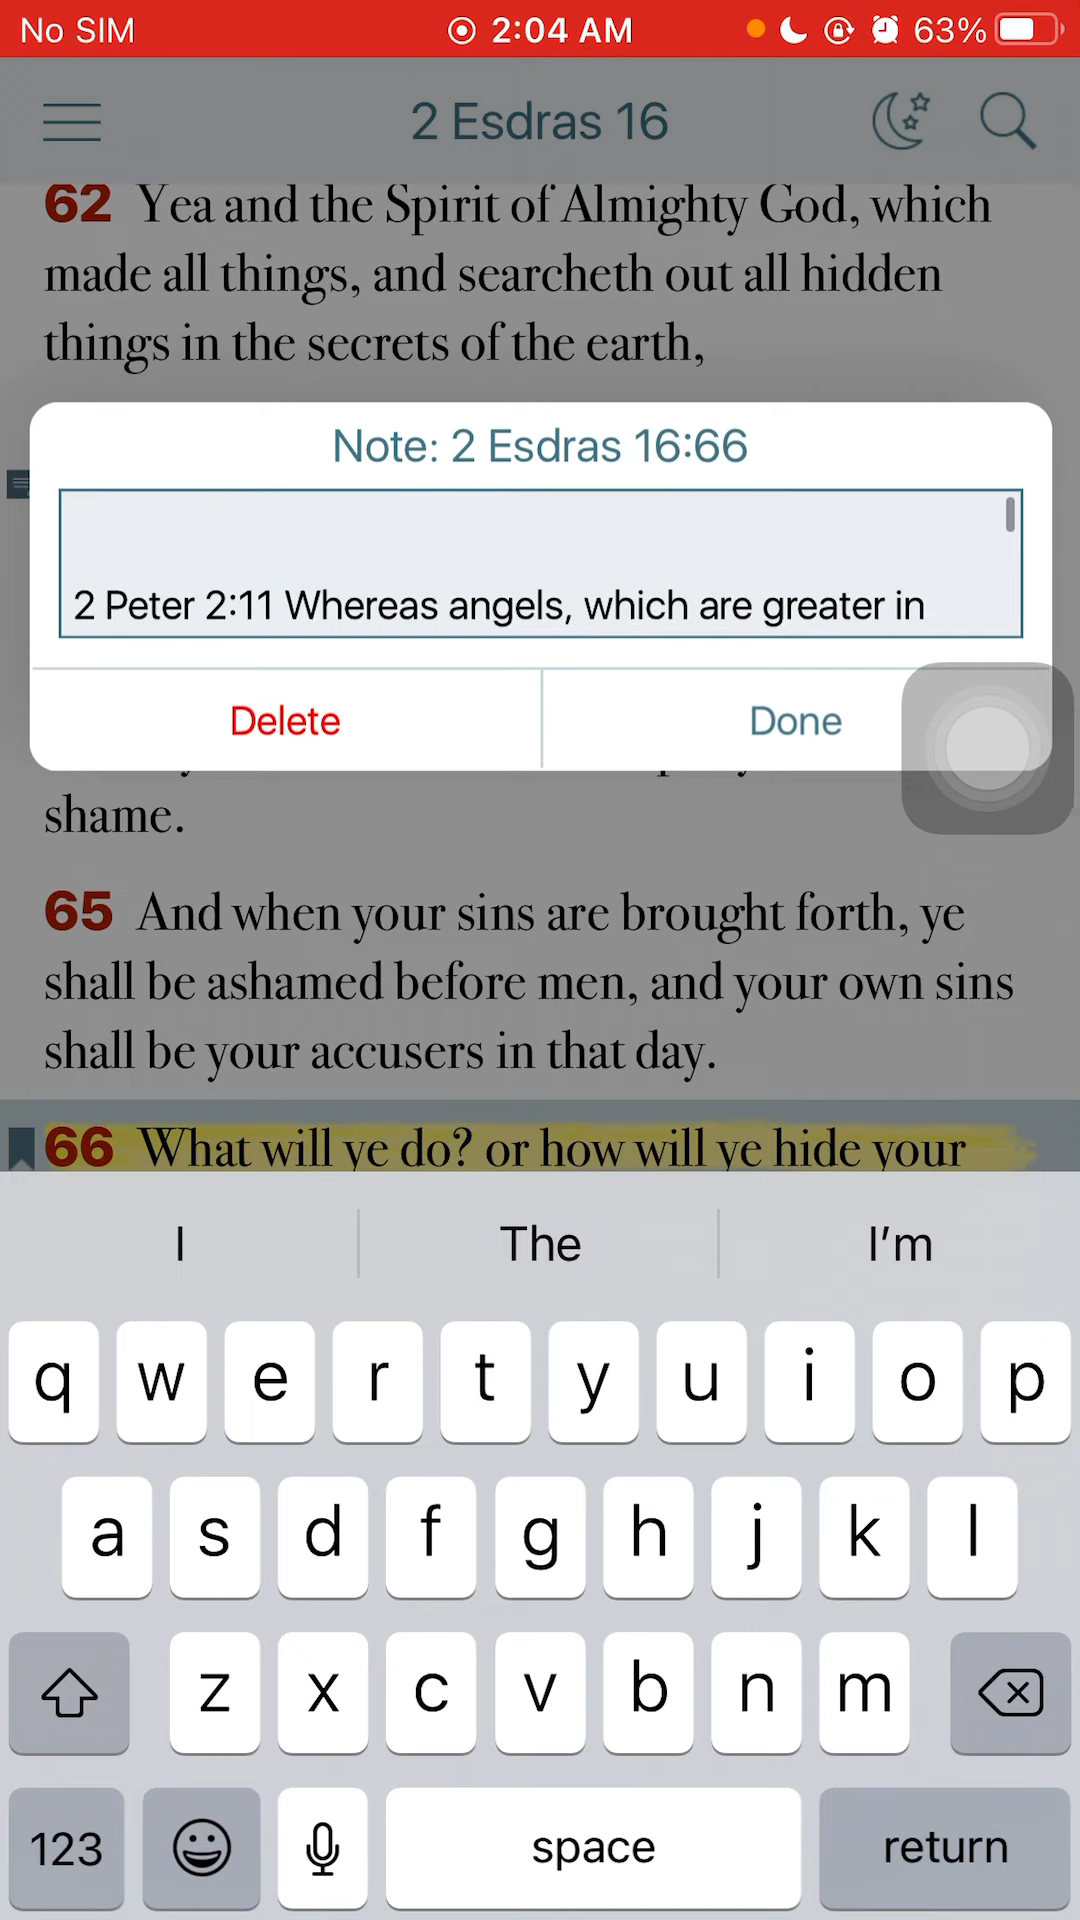 No SIM
2:04 AM
63%
2 Esdras 16
62 Yea and the Spirit of Almighty God, which
made all things, and searcheth out all hidden
things in the secrets of the earth,
Note: 2 Esdras 16:66
2 Peter 2:11 Whereas angels, which are greater in
Delete
Done
shame.
65 And when your sins are brought forth, ye
shall be ashamed before men, and your own sins
shall be your accusers in that day.
66 What will ye do? or how will ye hide your
I
The
I'm
q w e r t y u i o p
a s d f g h j k l
z x c v b n m
123
space
return